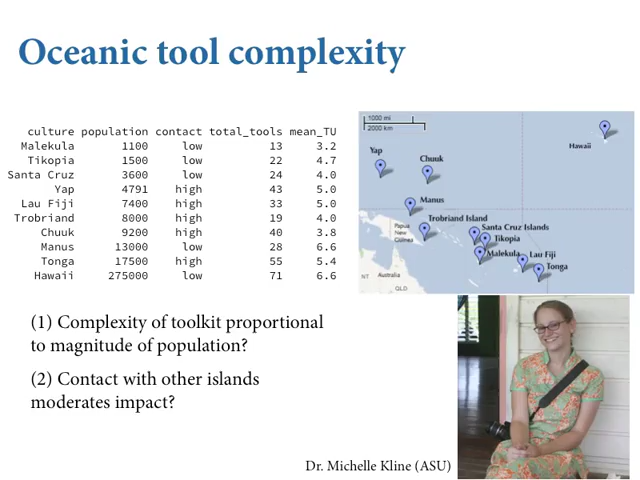 Oceanic tool complexity
culture population contact total_tools mean_TU
Malekula 1100 low 13 3.2
Tikopia 1500 low 22 4.7
Santa Cruz 3600 low 24 4.0
Yap 4791 high 43 5.0
Lau Fiji 7400 high 33 5.0
Trobriand 8000 high 19 4.0
Chuuk 9200 high 40 3.8
Manus 13000 low 28 6.6
Tonga 17500 high 55 5.4
Hawaii 275000 low 71 6.6
1000 mi
2000 km
Hawaii
Yap
Chuuk
Manus
Trobriand Island
Papua
New
Guinea
Santa Cruz Islands
Tikopia
Malekula
Lau Fiji
Tonga
NT
Australia
QLD
(1) Complexity of toolkit proportional
to magnitude of population?
(2) Contact with other islands
moderates impact?
Dr. Michelle Kline (ASU)